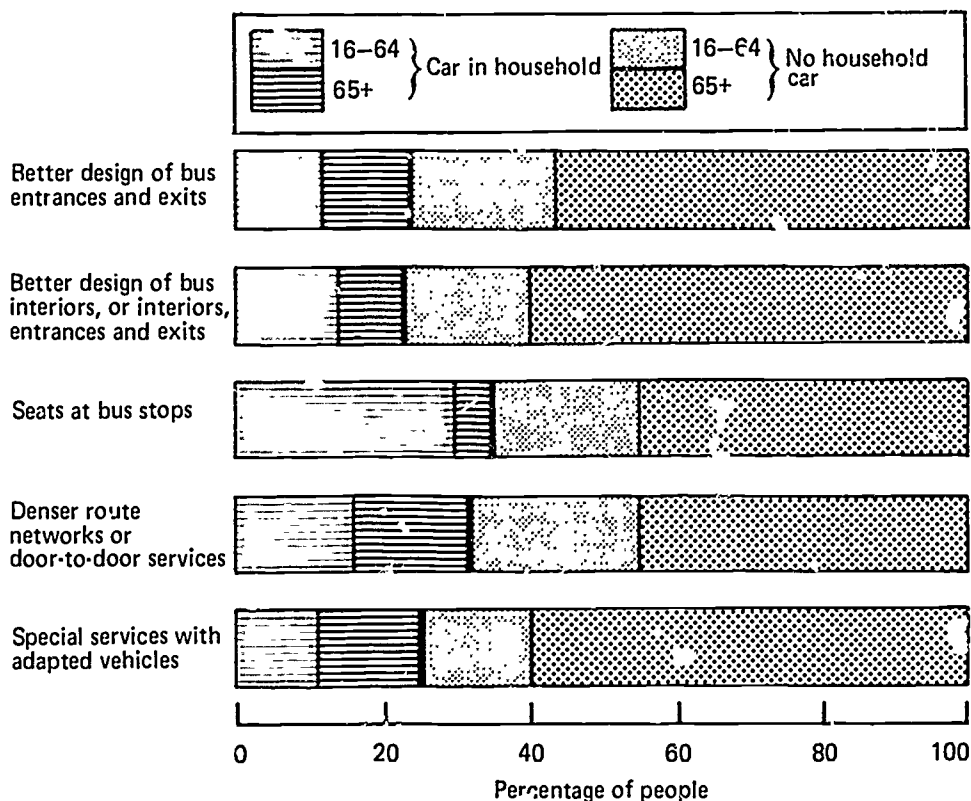 16–64
65+
Car in household
16–64
65+
No household
car
Better design of bus
entrances and exits
Better design of bus
interiors, or interiors,
entrances and exits
Seats at bus stops
Denser route
networks or
door-to-door services
Special services with
adapted vehicles
0 20 40 60 80 100
Percentage of people